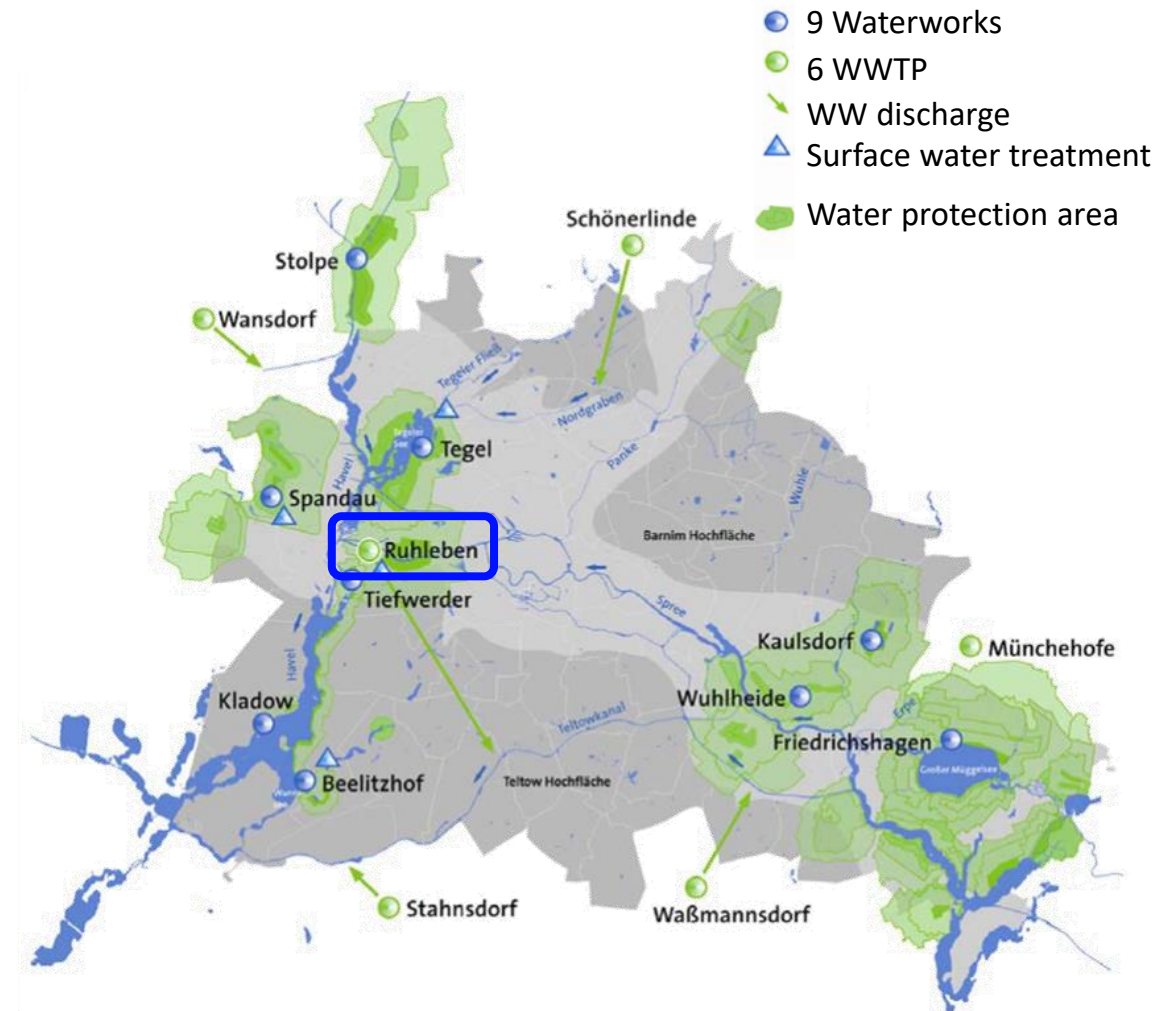 9 Waterworks
6 WWTP
WW discharge
Surface water treatment
Water protection area
Schönerlinde
Stolpe
Wansdorf
Tegeler Fließ
Nordgraben
Tegeler
See
Tegel
Panke
Havel
Wuhle
Spandau
Barnim Hochfläche
Ruhleben
Tiefwerder
Spree
Kaulsdorf
Münchehofe
Havel
Wuhlheide
Kladow
Erpe
Teltowkanal
Friedrichshagen
Großer Müggelsee
Beelitzhof
Teltow Hochfläche
Stahnsdorf
Waßmannsdorf